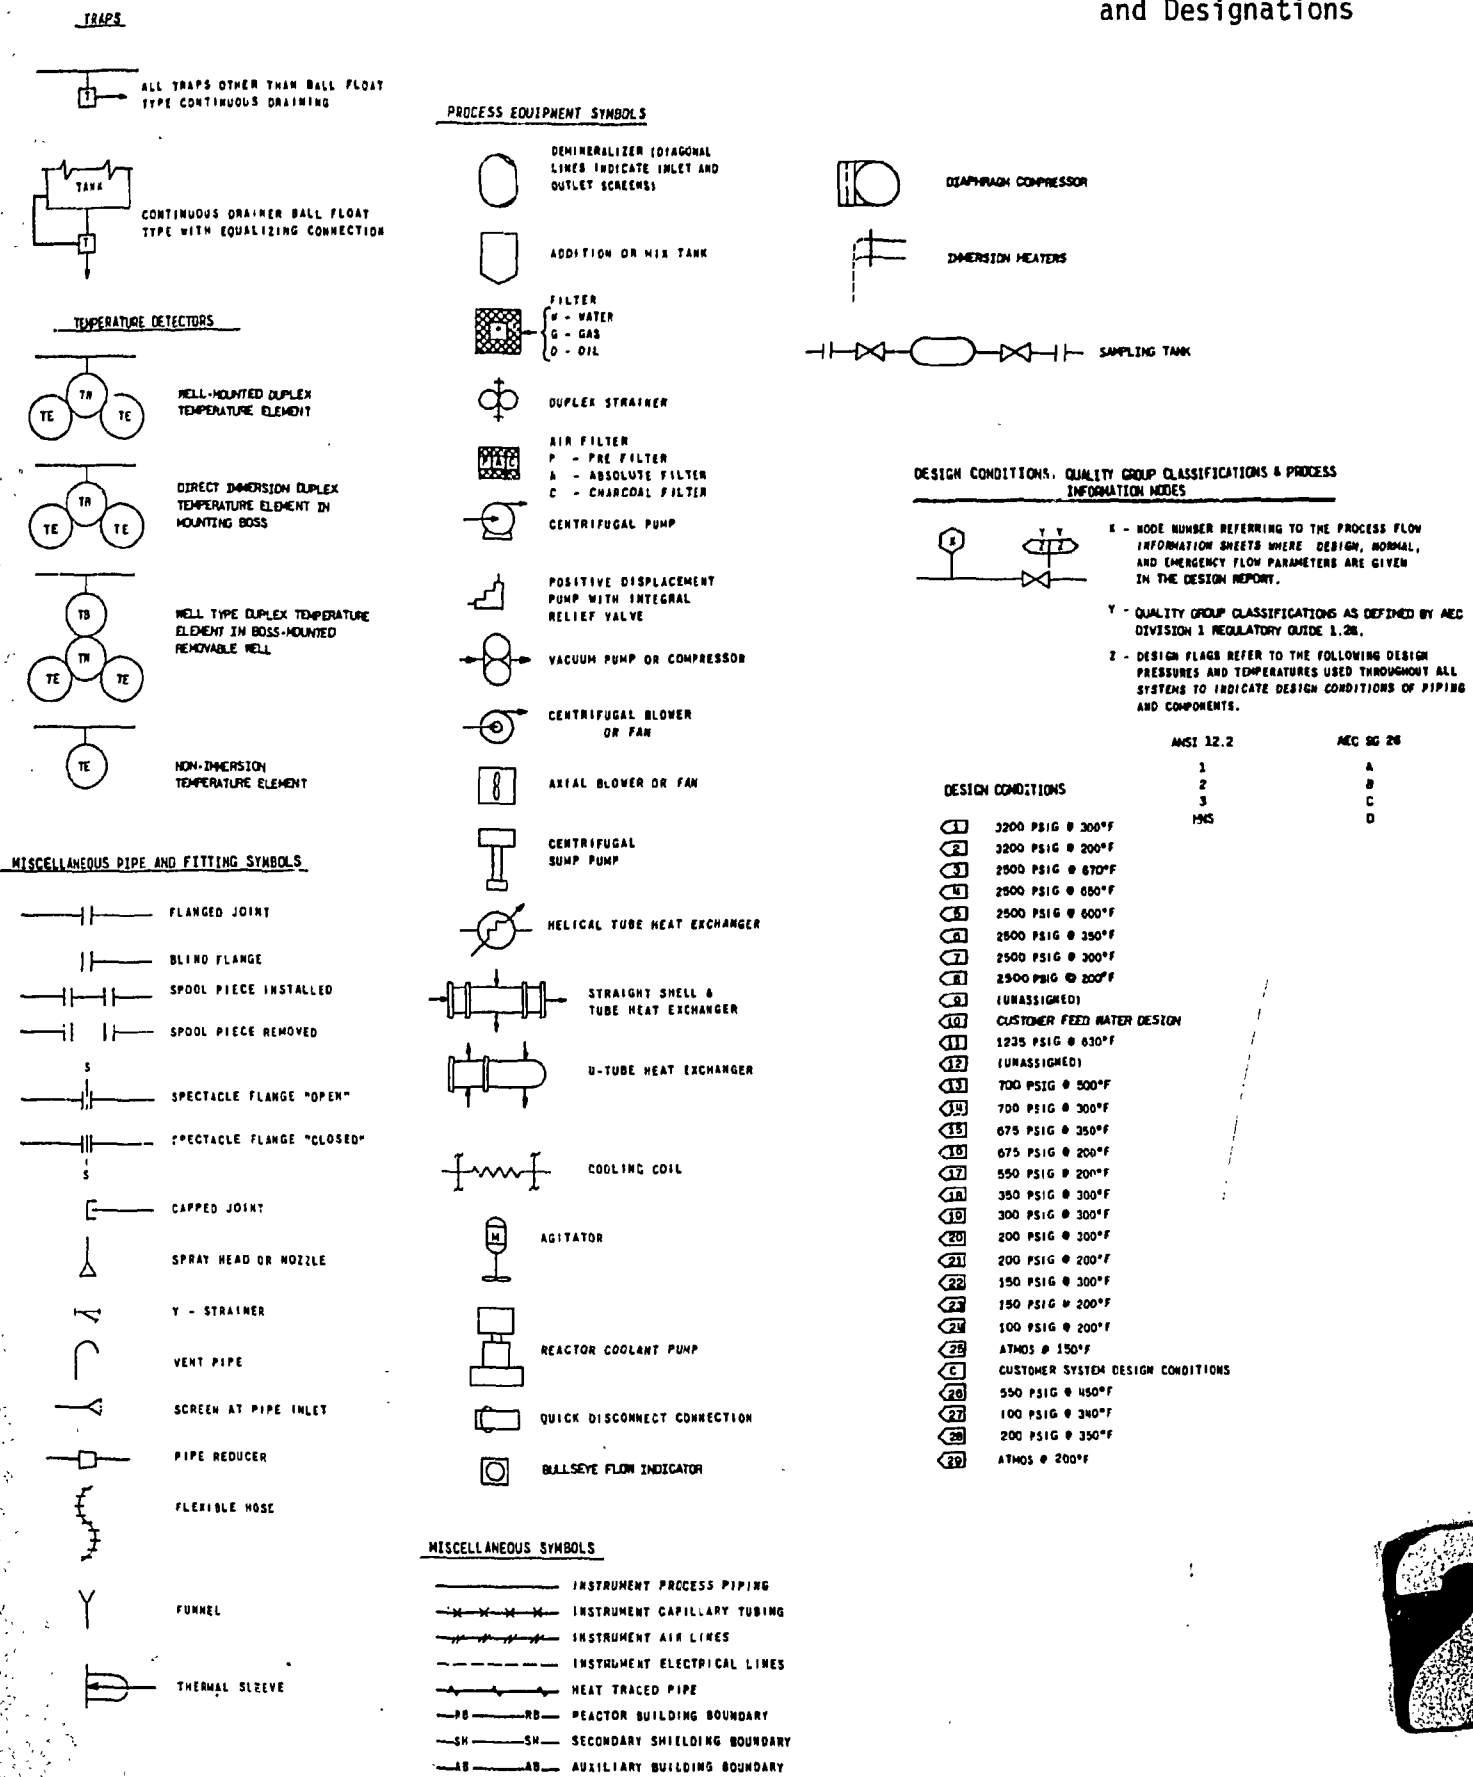 and Designations
TRAPS
T
ALL TRAPS OTHER THAN BALL FLOAT
TYPE CONTINUOUS DRAINING
TANK
T
CONTINUOUS DRAINER BALL FLOAT
TYPE WITH EQUALIZING CONNECTION
TEMPERATURE DETECTORS
TW
TE TE
WELL-MOUNTED DUPLEX
TEMPERATURE ELEMENT
TE TE
DIRECT IMMERSION DUPLEX
TEMPERATURE ELEMENT IN
MOUNTING BOSS
TB
TW
TE TE
WELL TYPE DUPLEX TEMPERATURE
ELEMENT IN BOSS-MOUNTED
REMOVABLE WELL
TE
NON-IMMERSION
TEMPERATURE ELEMENT
MISCELLANEOUS PIPE AND FITTING SYMBOLS
FLANGED JOINT
BLIND FLANGE
SPOOL PIECE INSTALLED
SPOOL PIECE REMOVED
S
SPECTACLE FLANGE "OPEN"
SPECTACLE FLANGE "CLOSED"
S
CAPPED JOINT
SPRAY HEAD OR NOZZLE
Y - STRAINER
VENT PIPE
SCREEN AT PIPE INLET
PIPE REDUCER
FLEXIBLE HOSE
FUNNEL
THERMAL SLEEVE
PROCESS EQUIPMENT SYMBOLS
DEMINERALIZER (DIAGONAL
LINES INDICATE INLET AND
OUTLET SCREENS)
ADDITION OR MIX TANK
FILTER
W - WATER
G - GAS
O - OIL
*
DUPLEX STRAINER
AIR FILTER
P - PRE FILTER
A - ABSOLUTE FILTER
C - CHARCOAL FILTER
P A C
CENTRIFUGAL PUMP
POSITIVE DISPLACEMENT
PUMP WITH INTEGRAL
RELIEF VALVE
VACUUM PUMP OR COMPRESSOR
CENTRIFUGAL BLOWER
OR FAN
AXIAL BLOWER OR FAN
CENTRIFUGAL
SUMP PUMP
HELICAL TUBE HEAT EXCHANGER
STRAIGHT SHELL &
TUBE HEAT EXCHANGER
U-TUBE HEAT EXCHANGER
COOLING COIL
M
AGITATOR
REACTOR COOLANT PUMP
QUICK DISCONNECT CONNECTION
BULLSEYE FLOW INDICATOR
MISCELLANEOUS SYMBOLS
INSTRUMENT PROCESS PIPING
INSTRUMENT CAPILLARY TUBING
INSTRUMENT AIR LINES
INSTRUMENT ELECTRICAL LINES
HEAT TRACED PIPE
RB RB REACTOR BUILDING BOUNDARY
SH SH SECONDARY SHIELDING BOUNDARY
AB AB AUXILIARY BUILDING BOUNDARY
DIAPHRAGM COMPRESSOR
IMMERSION HEATERS
SAMPLING TANK
DESIGN CONDITIONS, QUALITY GROUP CLASSIFICATIONS & PROCESS
INFORMATION NODES
X
Y Y
Z Z
X - NODE NUMBER REFERRING TO THE PROCESS FLOW
INFORMATION SHEETS WHERE DESIGN, NORMAL,
AND EMERGENCY FLOW PARAMETERS ARE GIVEN
IN THE DESIGN REPORT.
Y - QUALITY GROUP CLASSIFICATIONS AS DEFINED BY AEC
DIVISION 1 REGULATORY GUIDE 1.26.
Z - DESIGN FLAGS REFER TO THE FOLLOWING DESIGN
PRESSURES AND TEMPERATURES USED THROUGHOUT ALL
SYSTEMS TO INDICATE DESIGN CONDITIONS OF PIPING
AND COMPONENTS.
ANSI 12.2 AEC SG 26
1 A
2 B
3 C
NNS D
DESIGN CONDITIONS
1 3200 PSIG @ 300°F
2 3200 PSIG @ 200°F
3 2500 PSIG @ 670°F
4 2500 PSIG @ 650°F
5 2500 PSIG @ 600°F
6 2500 PSIG @ 350°F
7 2500 PSIG @ 300°F
8 2500 PSIG @ 200°F
9 (UNASSIGNED)
10 CUSTOMER FEED WATER DESIGN
11 1235 PSIG @ 630°F
12 (UNASSIGNED)
13 700 PSIG @ 500°F
14 700 PSIG @ 300°F
15 675 PSIG @ 350°F
16 675 PSIG @ 200°F
17 550 PSIG @ 200°F
18 350 PSIG @ 300°F
19 300 PSIG @ 300°F
20 200 PSIG @ 300°F
21 200 PSIG @ 200°F
22 150 PSIG @ 300°F
23 150 PSIG @ 200°F
24 100 PSIG @ 200°F
25 ATMOS @ 150°F
C CUSTOMER SYSTEM DESIGN CONDITIONS
26 550 PSIG @ 450°F
27 100 PSIG @ 340°F
28 200 PSIG @ 350°F
29 ATMOS @ 200°F